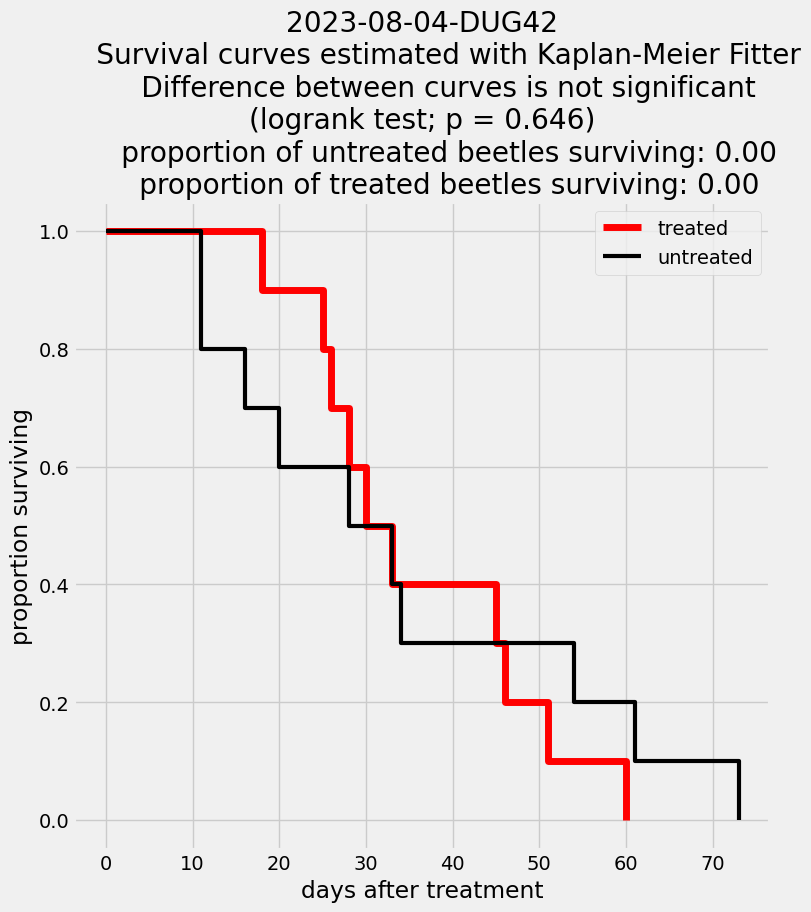 2023-08-04-DUG42
Survival curves estimated with Kaplan-Meier Fitter
Difference between curves is not significant
(logrank test; p = 0.646)
proportion of untreated beetles surviving: 0.00
proportion of treated beetles surviving: 0.00
treated
untreated
1.0
0.8
0.6
0.4
0.2
0.0
proportion surviving
0 10 20 30 40 50 60 70
days after treatment